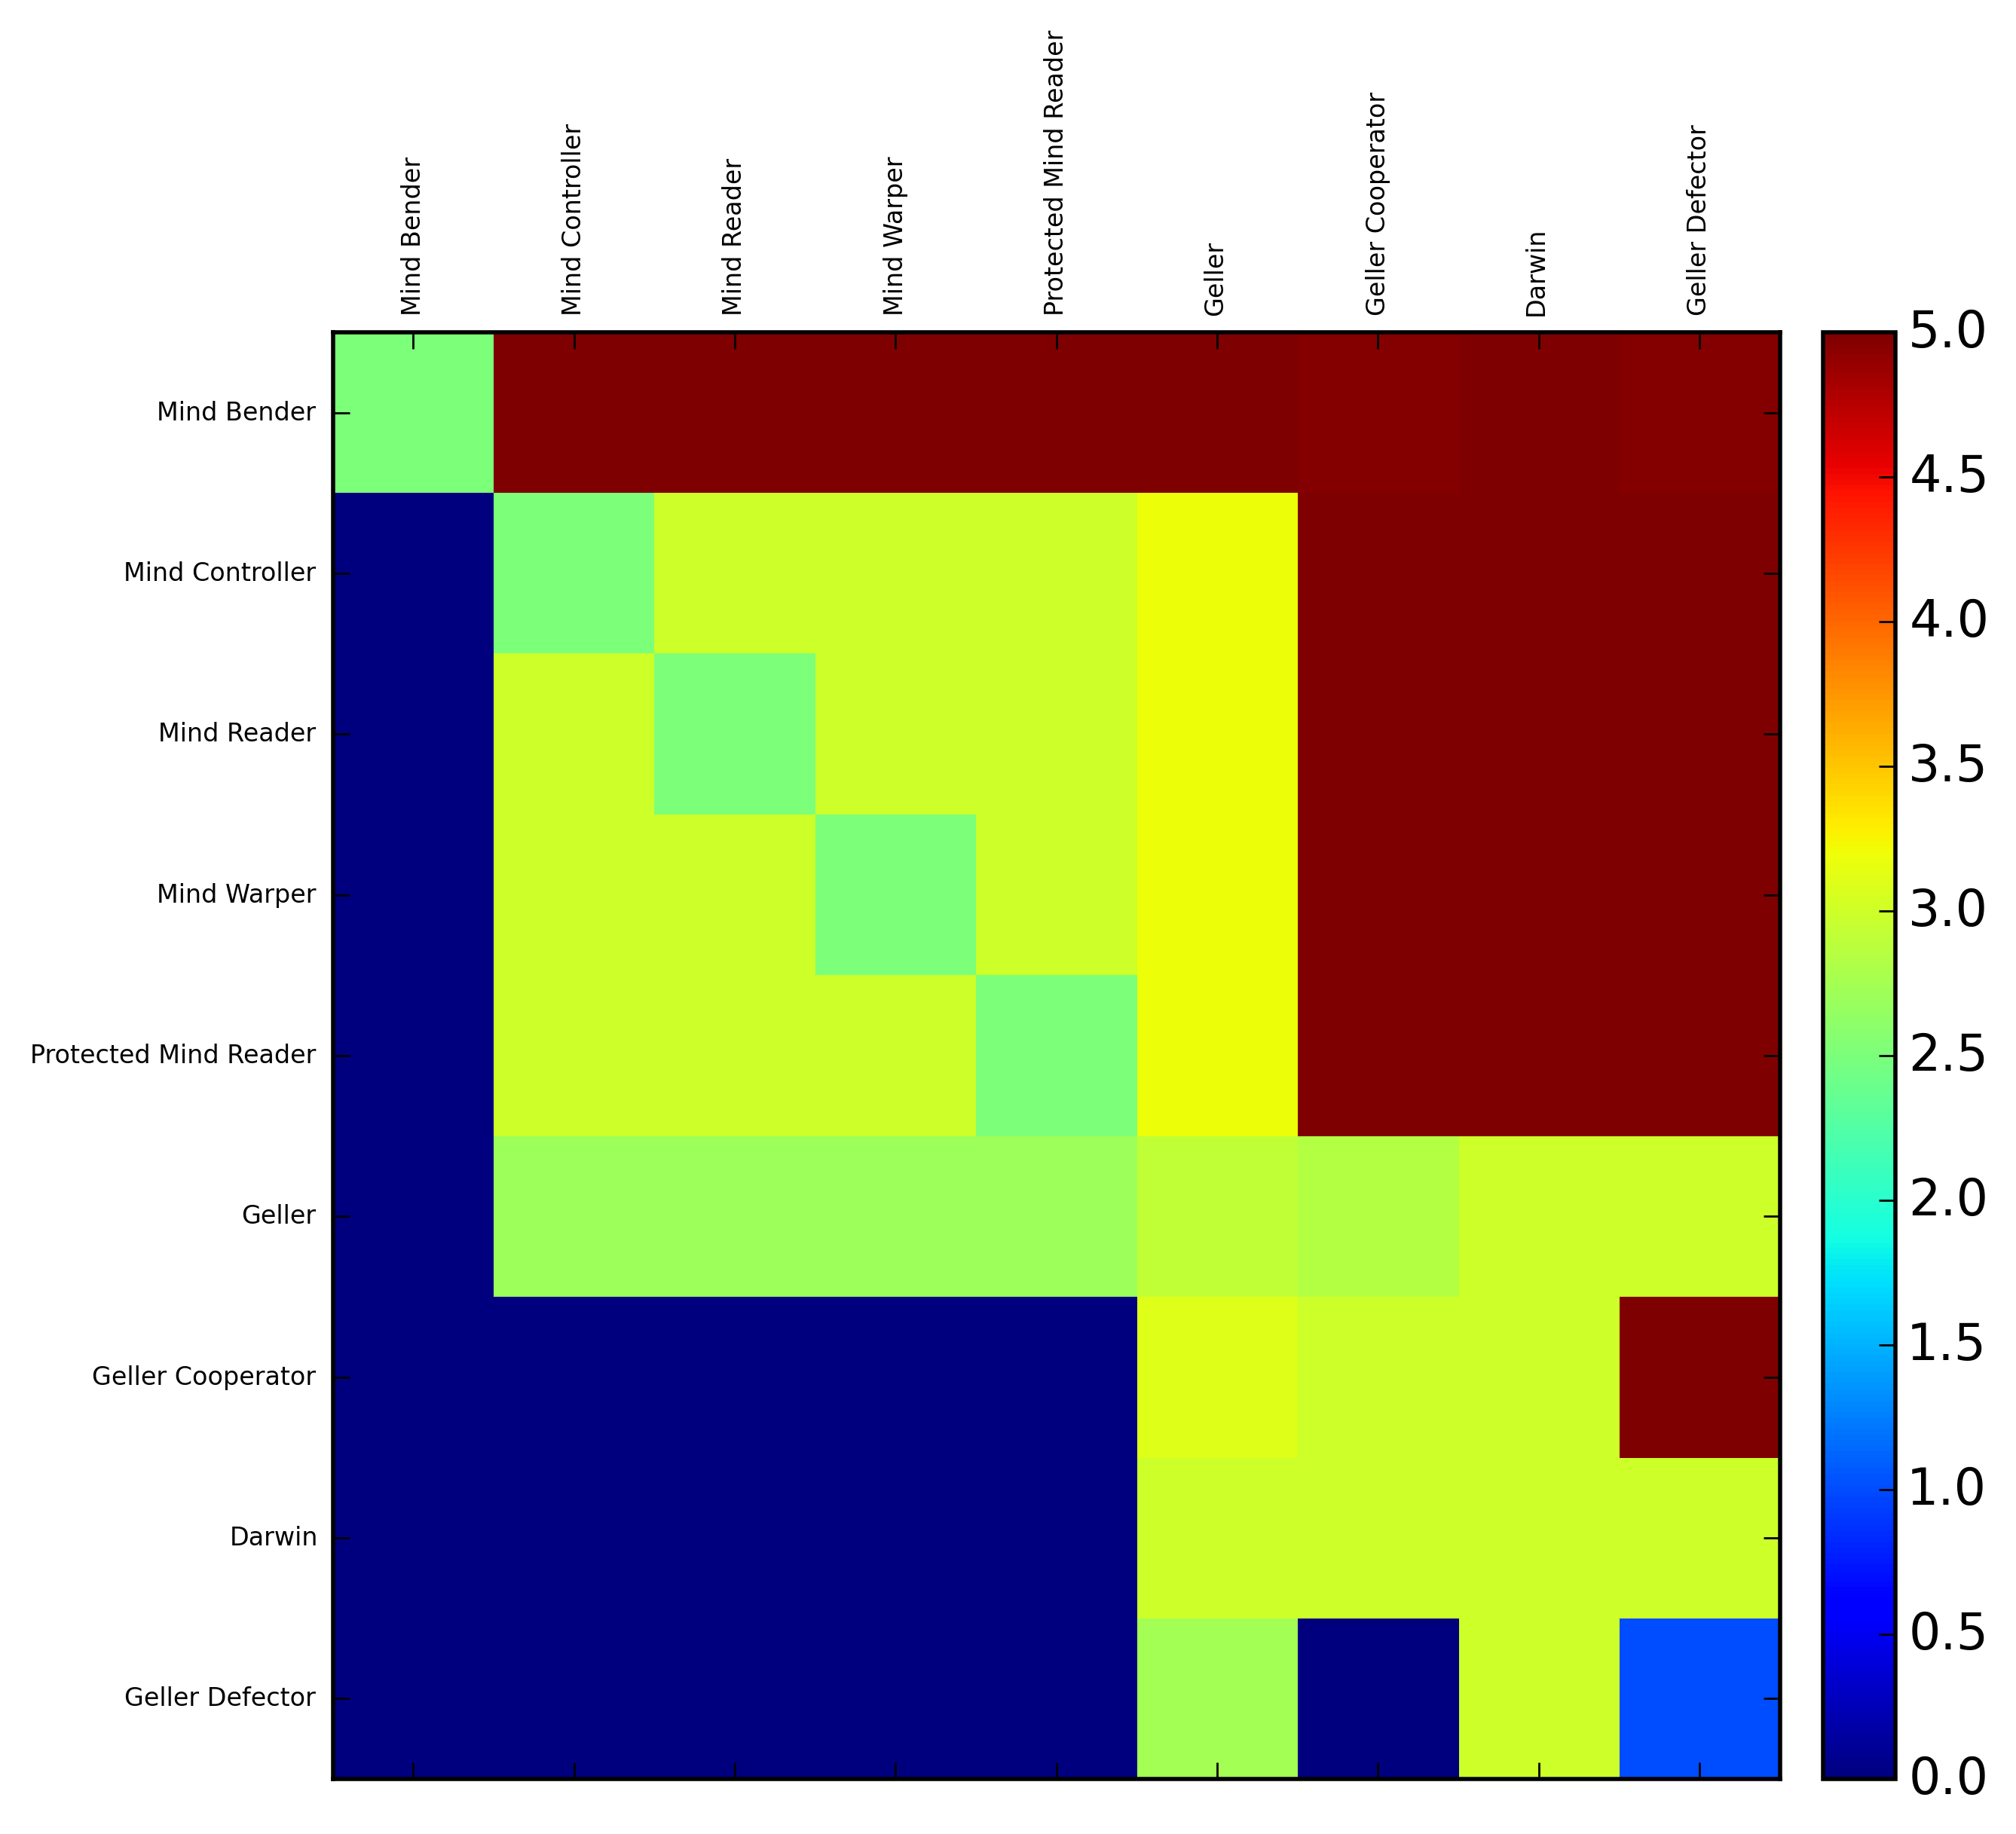 Mind Bender
Mind Controller
Mind Reader
Mind Warper
Protected Mind Reader
Geller
Geller Cooperator
Darwin
Geller Defector
Mind Bender
Mind Controller
Mind Reader
Mind Warper
Protected Mind Reader
Geller
Geller Cooperator
Darwin
Geller Defector
5.0
4.5
4.0
3.5
3.0
2.5
2.0
1.5
1.0
0.5
0.0